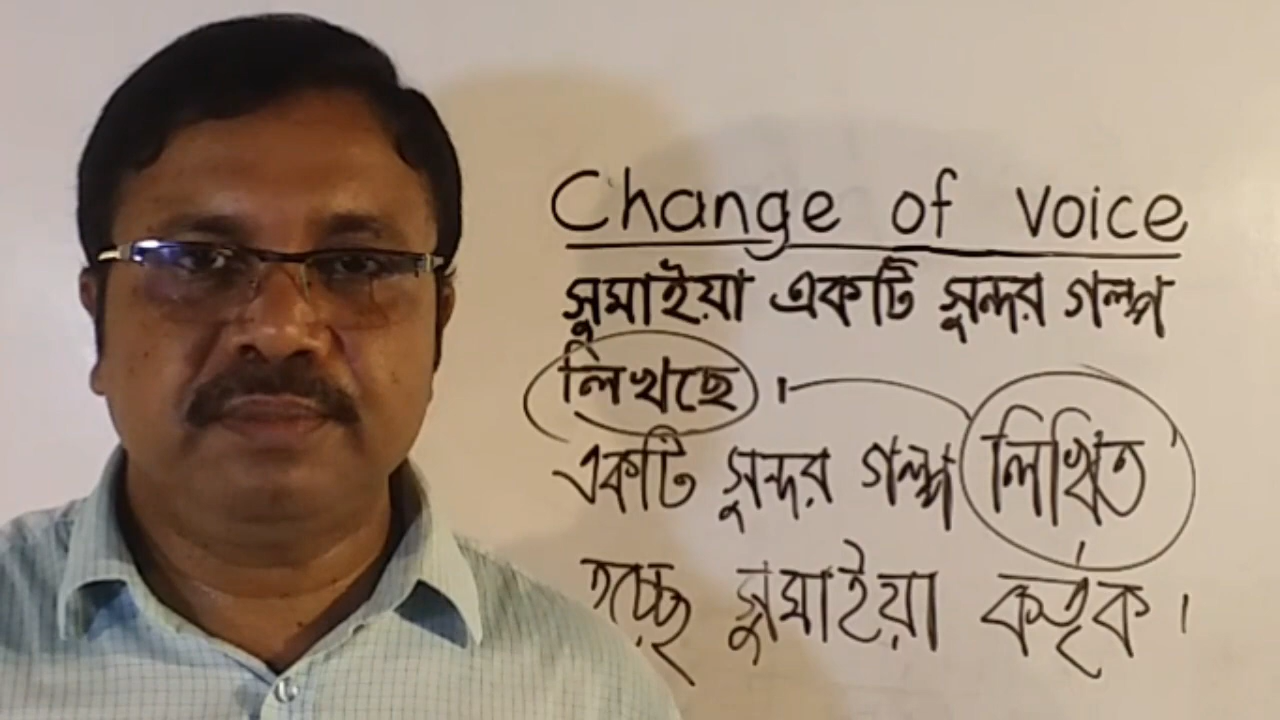 Change of voice
সুমাইয়া একটি সুন্দর গল্প
লিখছে ।
একটি সুন্দর গল্প লিখিত
হচ্ছে সুমাইয়া কর্তৃক ।